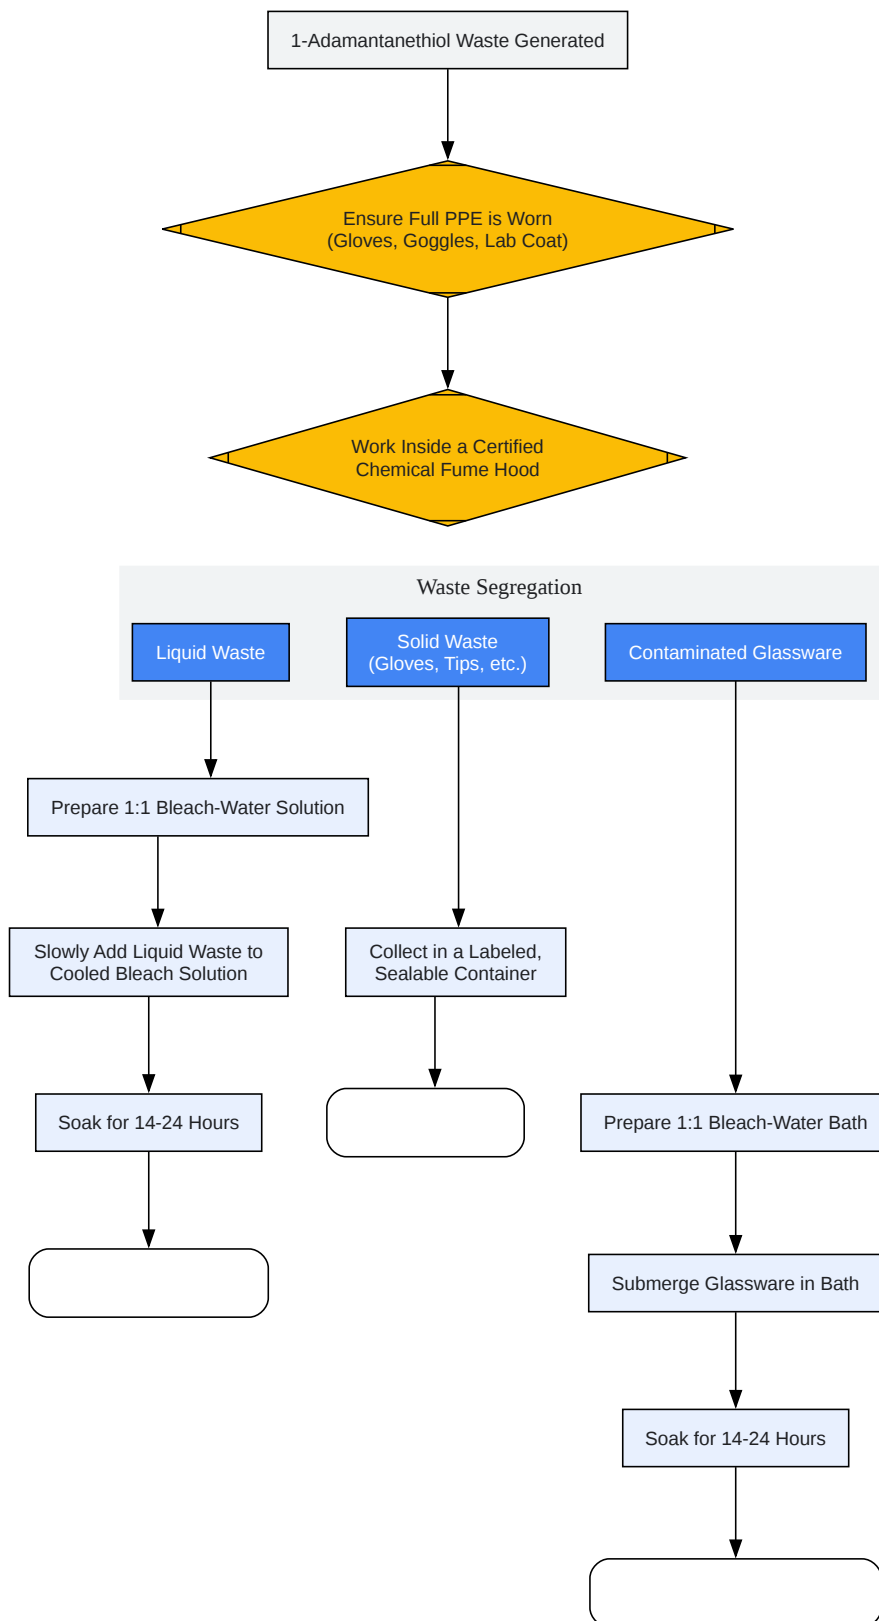 1-Adamantanethiol Waste Generated
Ensure Full PPE is Worn
(Gloves, Goggles, Lab Coat)
Work Inside a Certified
Chemical Fume Hood
Waste Segregation
Liquid Waste
Solid Waste
(Gloves, Tips, etc.)
Contaminated Glassware
Prepare 1:1 Bleach-Water Solution
Slowly Add Liquid Waste to
Cooled Bleach Solution
Collect in a Labeled,
Sealable Container
Soak for 14-24 Hours
Prepare 1:1 Bleach-Water Bath
Submerge Glassware in Bath
Soak for 14-24 Hours